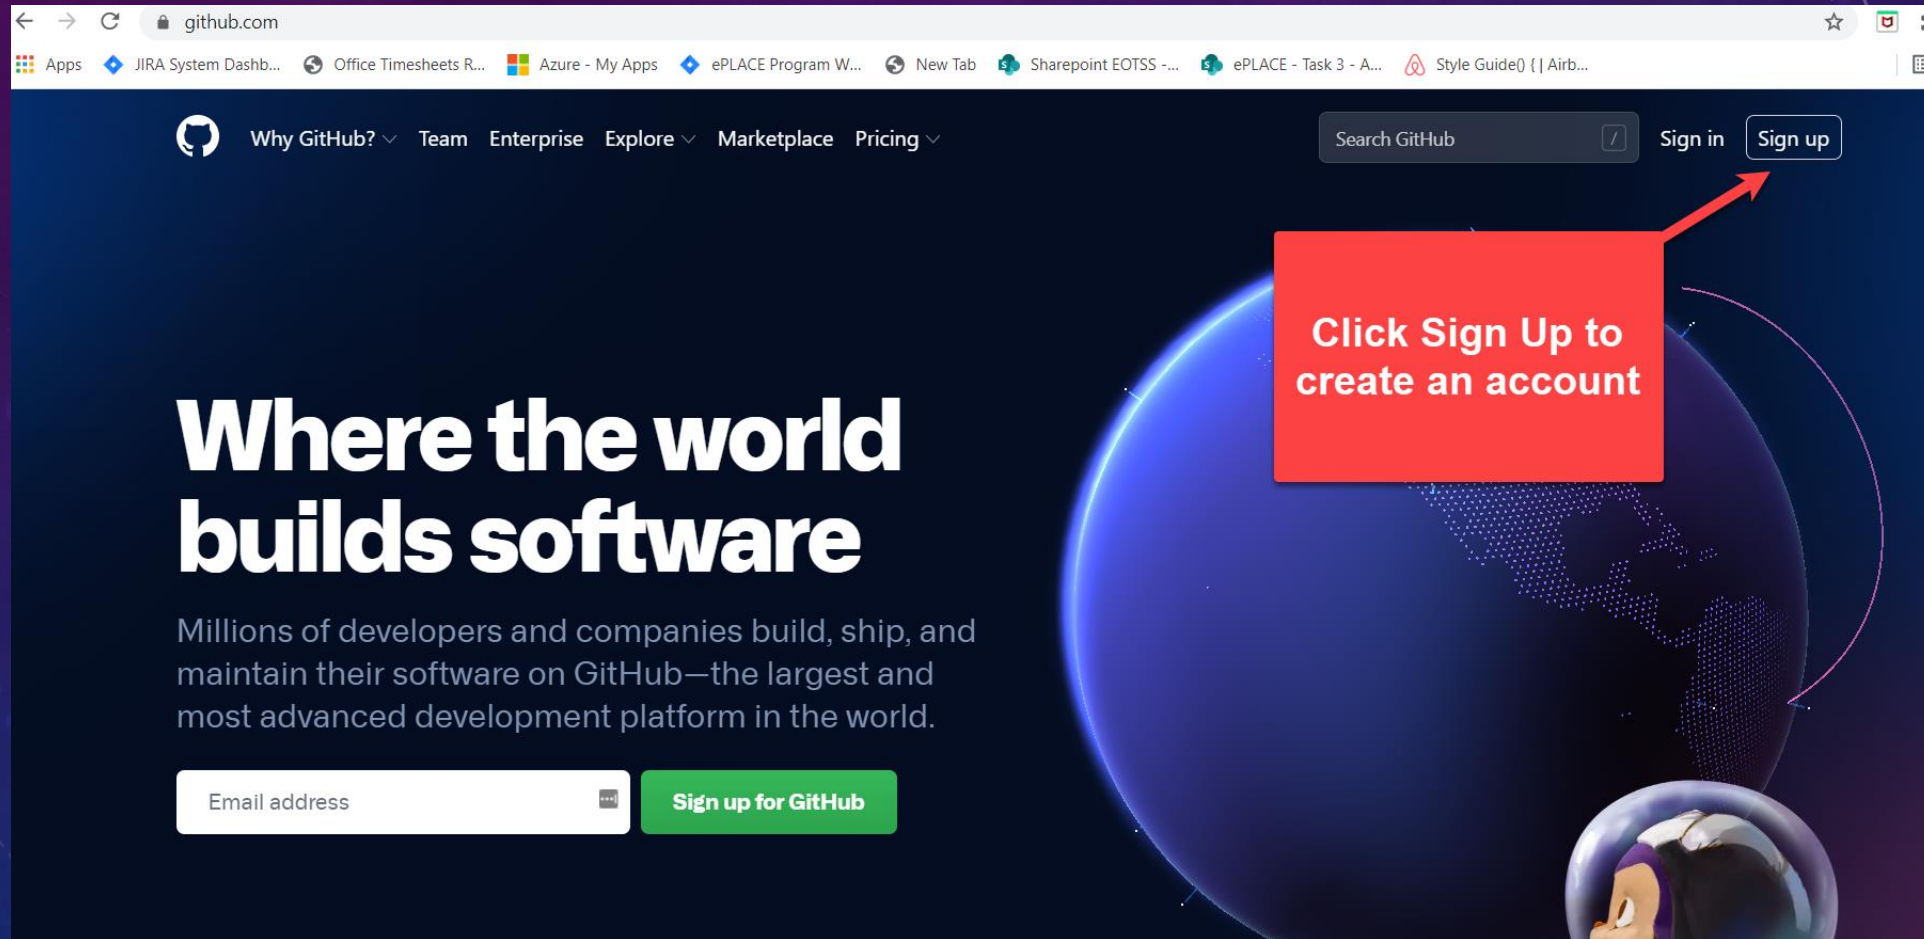 github.com
Apps JIRA System Dashb... Office Timesheets R... Azure - My Apps ePLACE Program W... New Tab Sharepoint EOTSS -... ePLACE - Task 3 - A... Style Guide() { | Airb...
Why GitHub? Team Enterprise Explore Marketplace Pricing Search GitHub / Sign in Sign up
Click Sign Up to
create an account
Where the world
builds software
Millions of developers and companies build, ship, and
maintain their software on GitHub—the largest and
most advanced development platform in the world.
Email address Sign up for GitHub